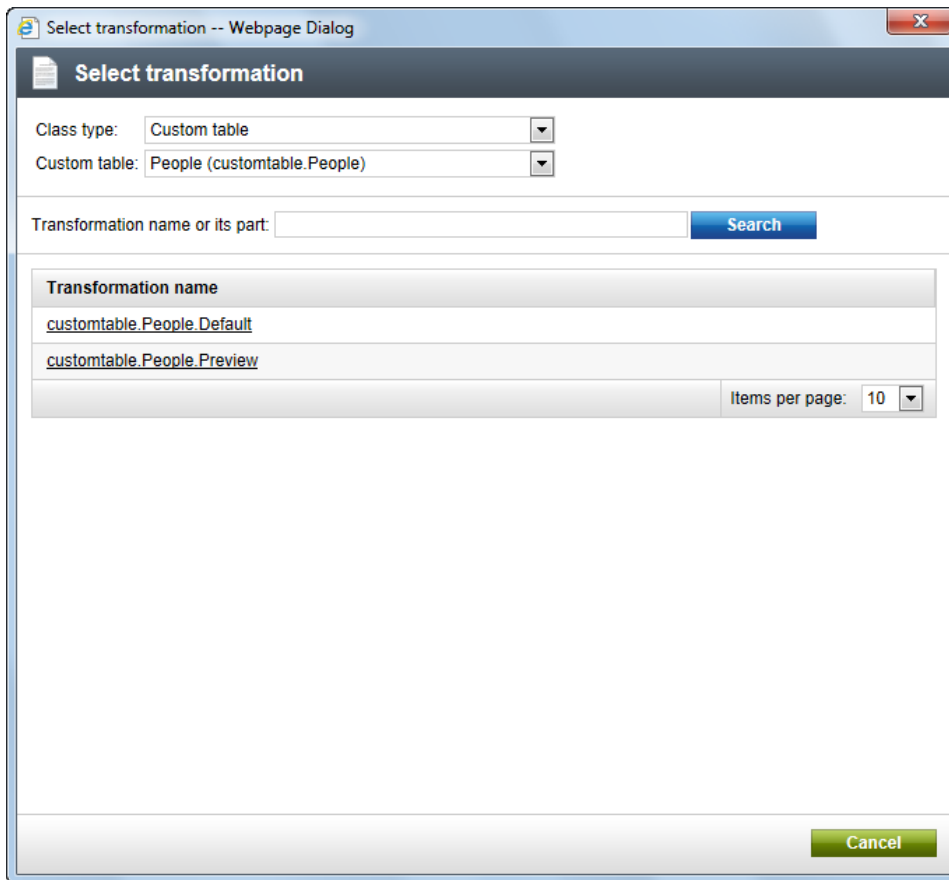 Select transformation -- Webpage Dialog
Select transformation
Class type: Custom table
Custom table: People (customtable.People)
Transformation name or its part: Search
Transformation name
customtable.People.Default
customtable.People.Preview
Items per page: 10
Cancel